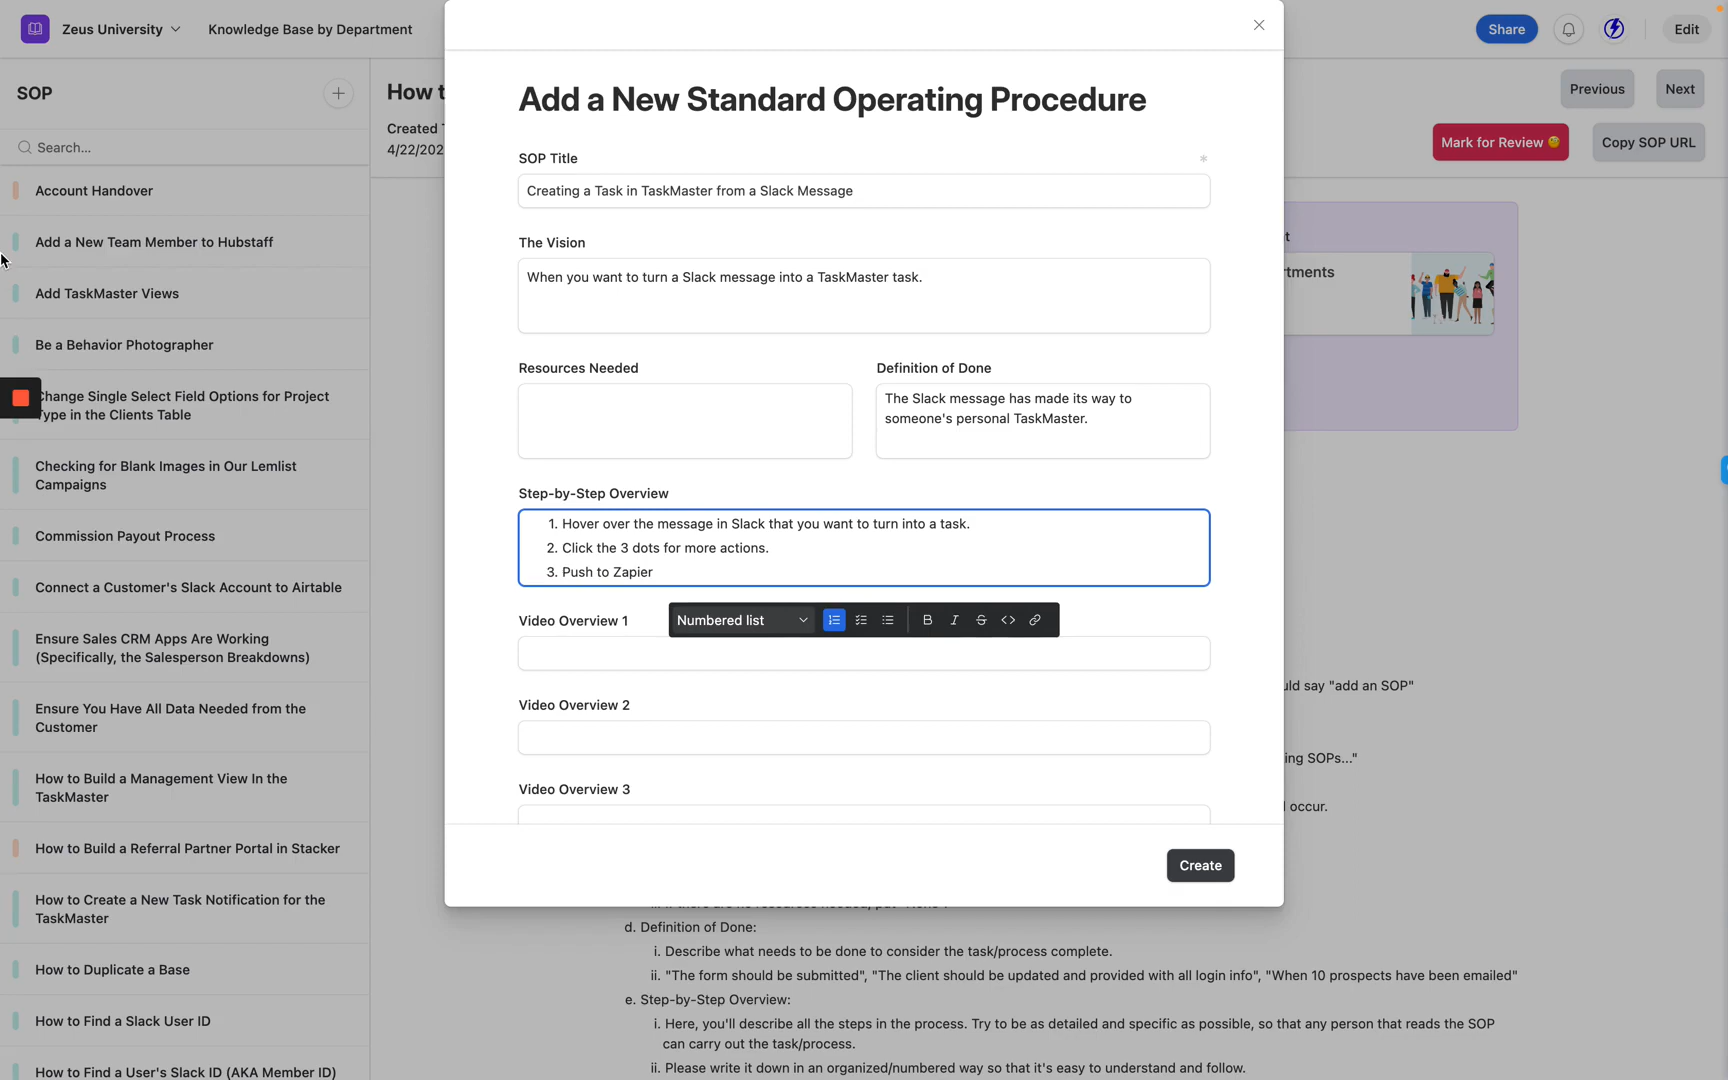 Zeus University
Knowledge Base by Department
Share
Edit
SOP
Search...
Account Handover
Add a New Team Member to Hubstaff
Add TaskMaster Views
Be a Behavior Photographer
Change Single Select Field Options for Project
Type in the Clients Table
Checking for Blank Images in Our Lemlist
Campaigns
Commission Payout Process
Connect a Customer's Slack Account to Airtable
Ensure Sales CRM Apps Are Working
(Specifically, the Salesperson Breakdowns)
Ensure You Have All Data Needed from the
Customer
How to Build a Management View In the
TaskMaster
How to Build a Referral Partner Portal in Stacker
How to Create a New Task Notification for the
TaskMaster
How to Duplicate a Base
How to Find a Slack User ID
How to Find a User's Slack ID (AKA Member ID)
How t
Created
4/22/202
Previous
Next
Mark for Review
Copy SOP URL
Add a New Standard Operating Procedure
SOP Title
*
Creating a Task in TaskMaster from a Slack Message
The Vision
When you want to turn a Slack message into a TaskMaster task.
Resources Needed
Definition of Done
The Slack message has made its way to
someone's personal TaskMaster.
Step-by-Step Overview
1. Hover over the message in Slack that you want to turn into a task.
2. Click the 3 dots for more actions.
3. Push to Zapier
Numbered list
Video Overview 1
Video Overview 2
Video Overview 3
Create
t
rtments
uld say "add an SOP"
ing SOPs..."
occur.
d. Definition of Done:
i. Describe what needs to be done to consider the task/process complete.
ii. "The form should be submitted", "The client should be updated and provided with all login info", "When 10 prospects have been emailed"
e. Step-by-Step Overview:
i. Here, you'll describe all the steps in the process. Try to be as detailed and specific as possible, so that any person that reads the SOP
can carry out the task/process.
ii. Please write it down in an organized/numbered way so that it's easy to understand and follow.